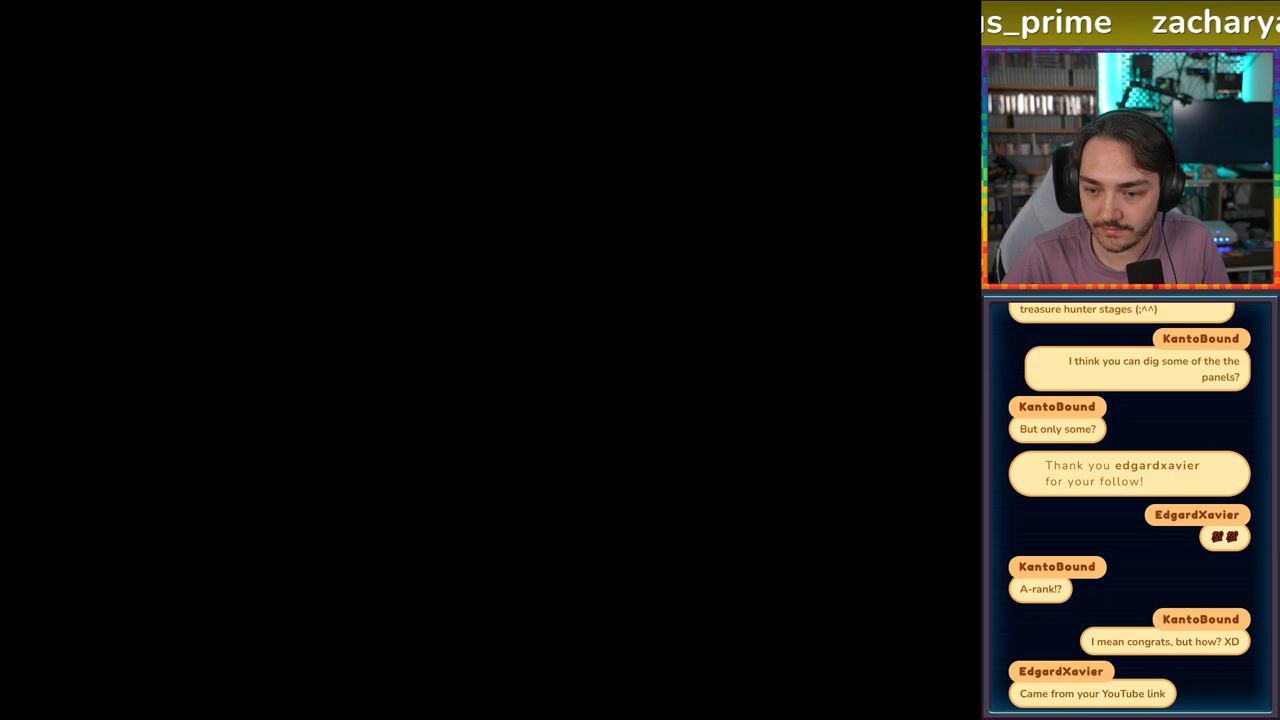 us_prime zacharya
treasure hunter stages (;^^)
KantoBound
I think you can dig some of the the
panels?
KantoBound
But only some?
Thank you edgardxavier
for your follow!
EdgardXavier
KantoBound
A-rank!?
KantoBound
I mean congrats, but how? XD
EdgardXavier
Came from your YouTube link